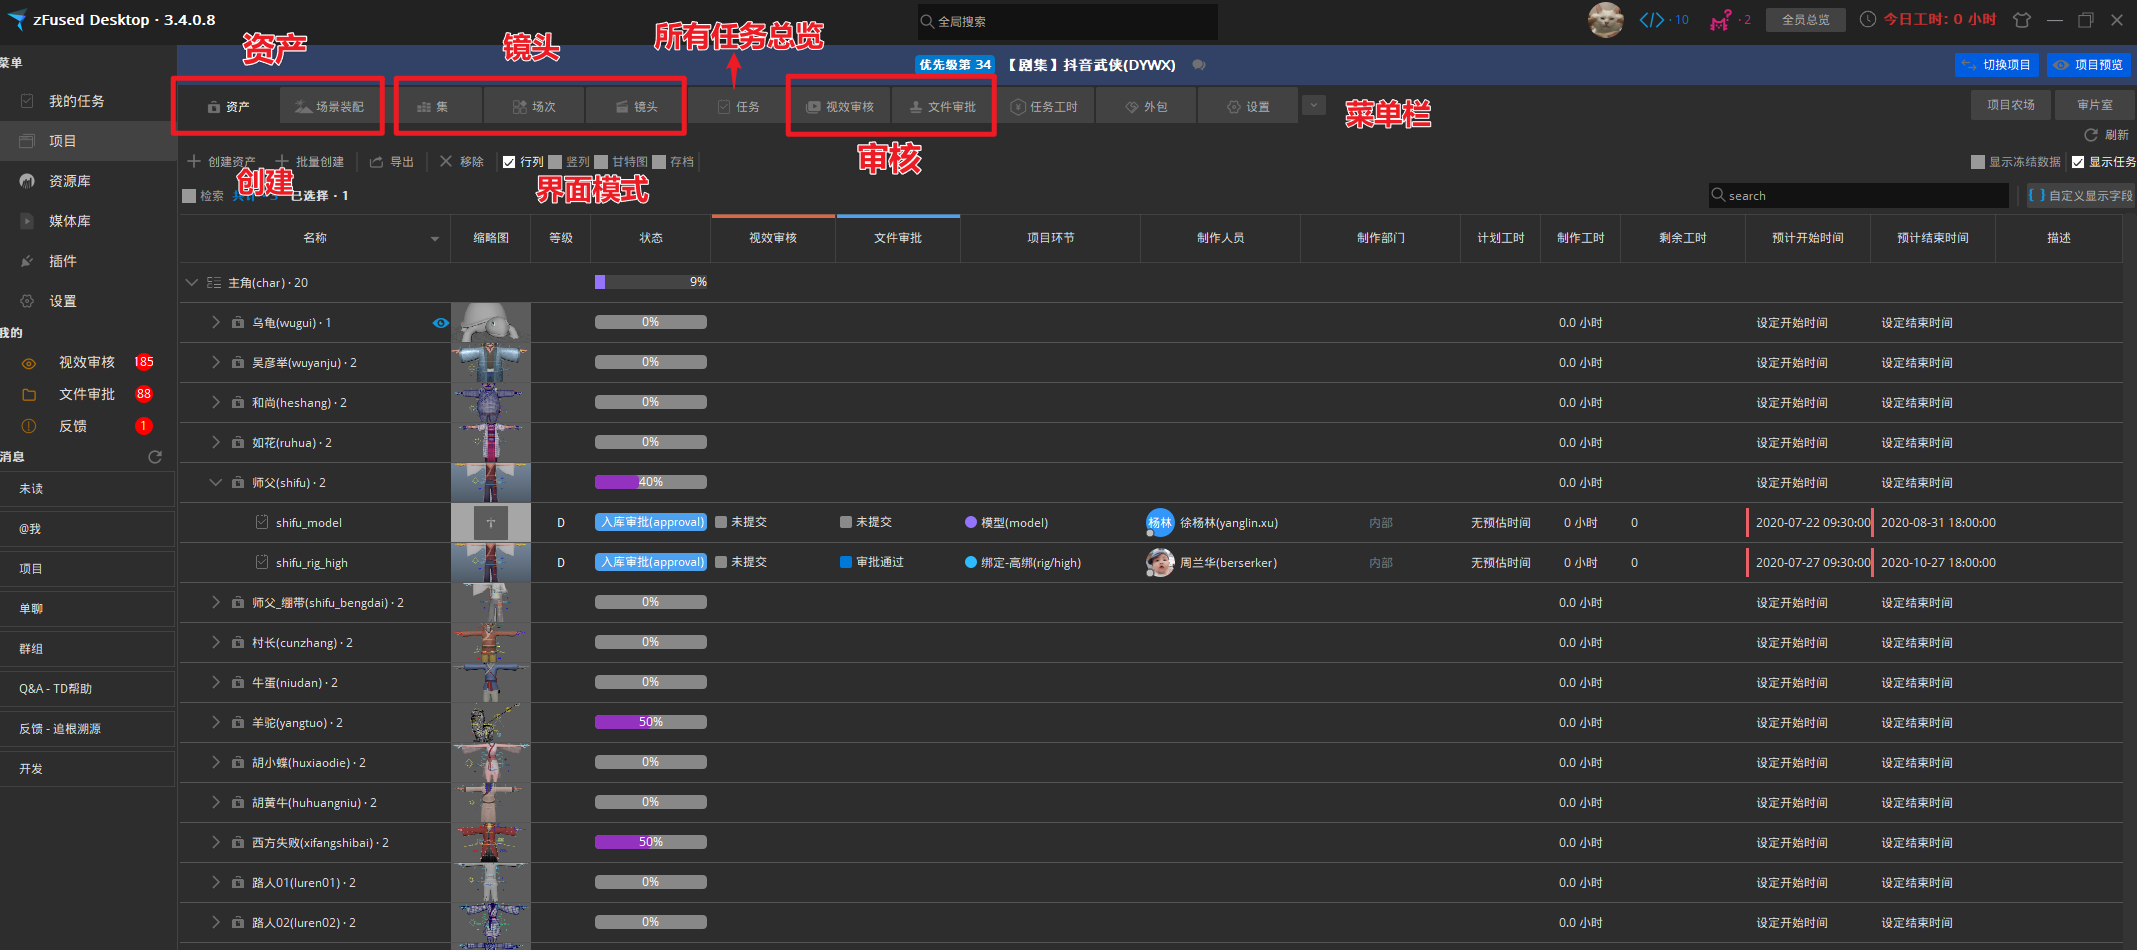 zFused Desktop · 3.4.0.8
全局搜索
· 10
· 2
全员总览
今日工时: 0 小时
资产
镜头
所有任务总览
菜单
优先级第 34
【剧集】抖音武侠(DYWX)
切换项目
项目预览
我的任务
项目
资源库
媒体库
插件
设置
我的
视效审核 185
文件审批 88
反馈 1
消息
未读
@我
项目
单聊
群组
Q&A - TD帮助
反馈 - 追根溯源
开发
资产 场景装配 集 场次 镜头 任务 视效审核 文件审批 任务工时 外包 设置
菜单栏
项目农场 审片室
刷新
创建资产 批量创建 导出 移除 行列 竖列 甘特图 存档
审核
显示冻结数据 显示任务
创建
界面模式
检索 已选择 · 1
search
[ ] 自定义显示字段
名称 缩略图 等级 状态 视效审核 文件审批 项目环节 制作人员 制作部门 计划工时 制作工时 剩余工时 预计开始时间 预计结束时间 描述
主角(char) · 20 9%
乌龟(wugui) · 1 0% 0.0 小时 设定开始时间 设定结束时间
吴彦举(wuyanju) · 2 0% 0.0 小时 设定开始时间 设定结束时间
和尚(heshang) · 2 0% 0.0 小时 设定开始时间 设定结束时间
如花(ruhua) · 2 0% 0.0 小时 设定开始时间 设定结束时间
师父(shifu) · 2 40% 0.0 小时 设定开始时间 设定结束时间
shifu_model D 入库审批(approval) 未提交 未提交 模型(model) 杨林 徐杨林(yanglin.xu) 内部 无预估时间 0 小时 0 2020-07-22 09:30:00 2020-08-31 18:00:00
shifu_rig_high D 入库审批(approval) 未提交 审批通过 绑定-高绑(rig/high) 周兰华(berserker) 内部 无预估时间 0 小时 0 2020-07-27 09:30:00 2020-10-27 18:00:00
师父_绷带(shifu_bengdai) · 2 0% 0.0 小时 设定开始时间 设定结束时间
村长(cunzhang) · 2 0% 0.0 小时 设定开始时间 设定结束时间
牛蛋(niudan) · 2 0% 0.0 小时 设定开始时间 设定结束时间
羊驼(yangtuo) · 2 50% 0.0 小时 设定开始时间 设定结束时间
胡小蝶(huxiaodie) · 2 0% 0.0 小时 设定开始时间 设定结束时间
胡黄牛(huhuangniu) · 2 0% 0.0 小时 设定开始时间 设定结束时间
西方失败(xifangshibai) · 2 50% 0.0 小时 设定开始时间 设定结束时间
路人01(luren01) · 2 0% 0.0 小时 设定开始时间 设定结束时间
路人02(luren02) · 2 0% 0.0 小时 设定开始时间 设定结束时间